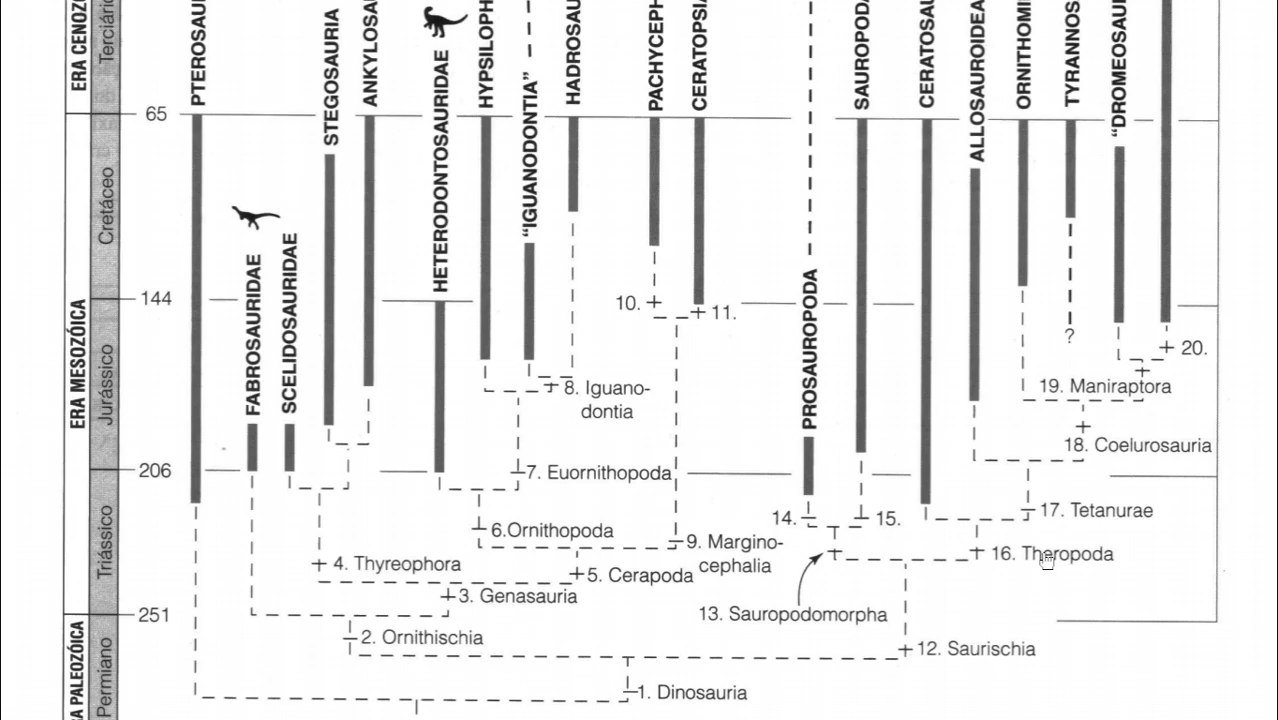 ERA CENOZ
Terciári
PTEROSAU
STEGOSAURIA
ANKYLOSA
HETERODONTOSAURIDAE
HYPSILOPH
"IGUANODONTIA"
HADROSAU
PACHYCEPH
CERATOPSI
SAUROPODA
CERATOSAU
ALLOSAUROIDEA
ORNITHOMI
TYRANNOS
"DROMEOSAU
65
Cretáceo
FABROSAURIDAE
SCELIDOSAURIDAE
PROSAUROPODA
144
10.
11.
?
20.
ERA MESOZÓICA
Jurássico
8. Iguano-
dontia
19. Maniraptora
18. Coelurosauria
206
7. Euornithopoda
14.
15.
17. Tetanurae
Triássico
6.Ornithopoda
9. Margino-
cephalia
16. Theropoda
4. Thyreophora
5. Cerapoda
3. Genasauria
13. Sauropodomorpha
251
2. Ornithischia
12. Saurischia
A PALEOZÓICA
Permiano
1. Dinosauria